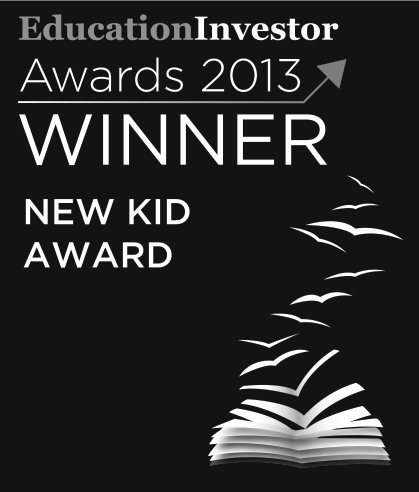 EducationInvestor
Awards 2013
WINNER
NEW KID
AWARD